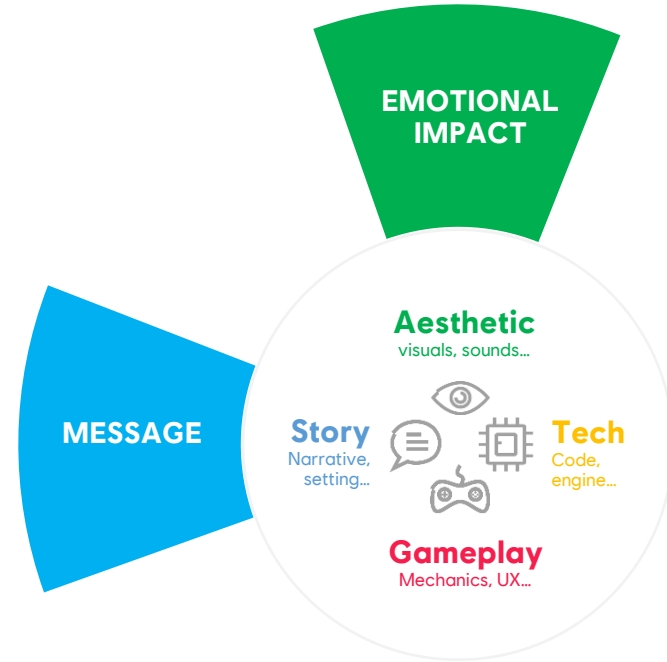 EMOTIONAL
IMPACT
Aesthetic
visuals, sounds…
MESSAGE
Story
Narrative,
setting…
Tech
Code,
engine…
Gameplay
Mechanics, UX…